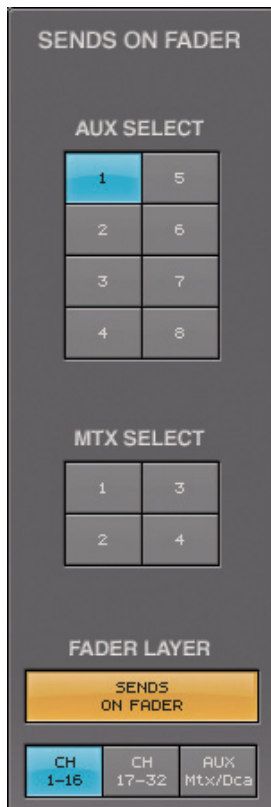 SENDS ON FADER
AUX SELECT
1 5
2 6
3 7
4 8
MTX SELECT
1 3
2 4
FADER LAYER
SENDS
ON FADER
CH CH AUX
1-16 17-32 Mtx/Dca